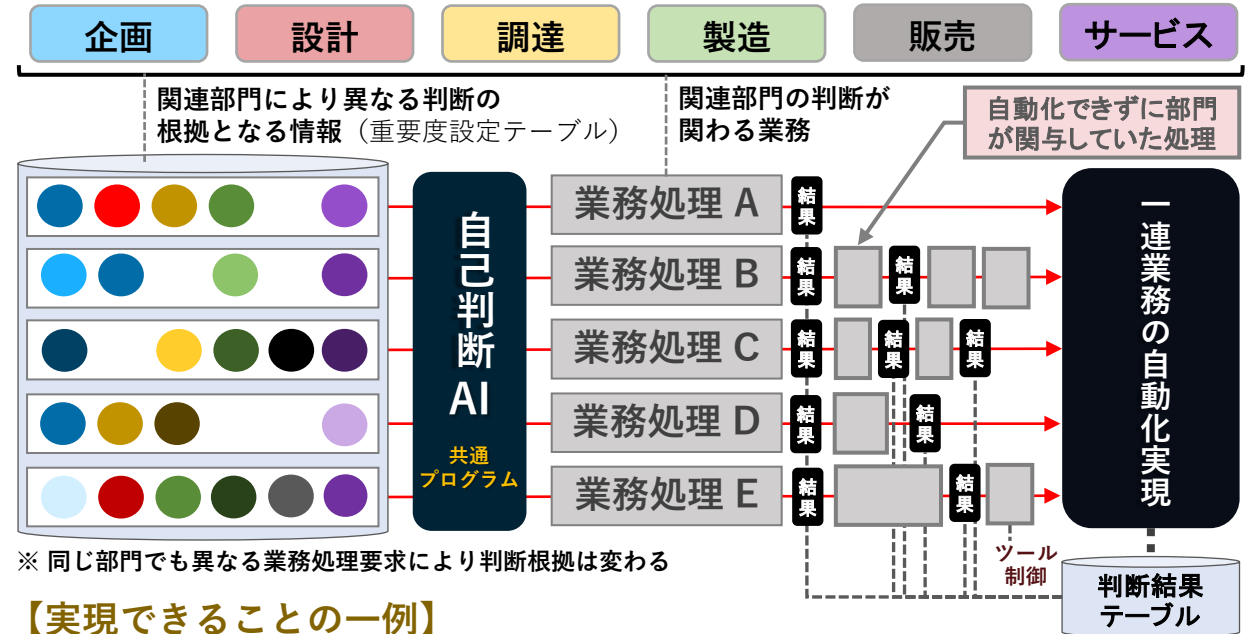 企画
設計
調達
製造
販売
サービス
関連部門により異なる判断の
根拠となる情報（重要度設定テーブル）
関連部門の判断が
関わる業務
自動化できずに部門
が関与していた処理
自己判断AI
共通
プログラム
業務処理 A
結果
業務処理 B
結果
結果
業務処理 C
結果
結果
結果
業務処理 D
結果
結果
業務処理 E
結果
結果
一連業務の自動化実現
※ 同じ部門でも異なる業務処理要求により判断根拠は変わる
ツール
制御
判断結果
テーブル
【実現できることの一例】